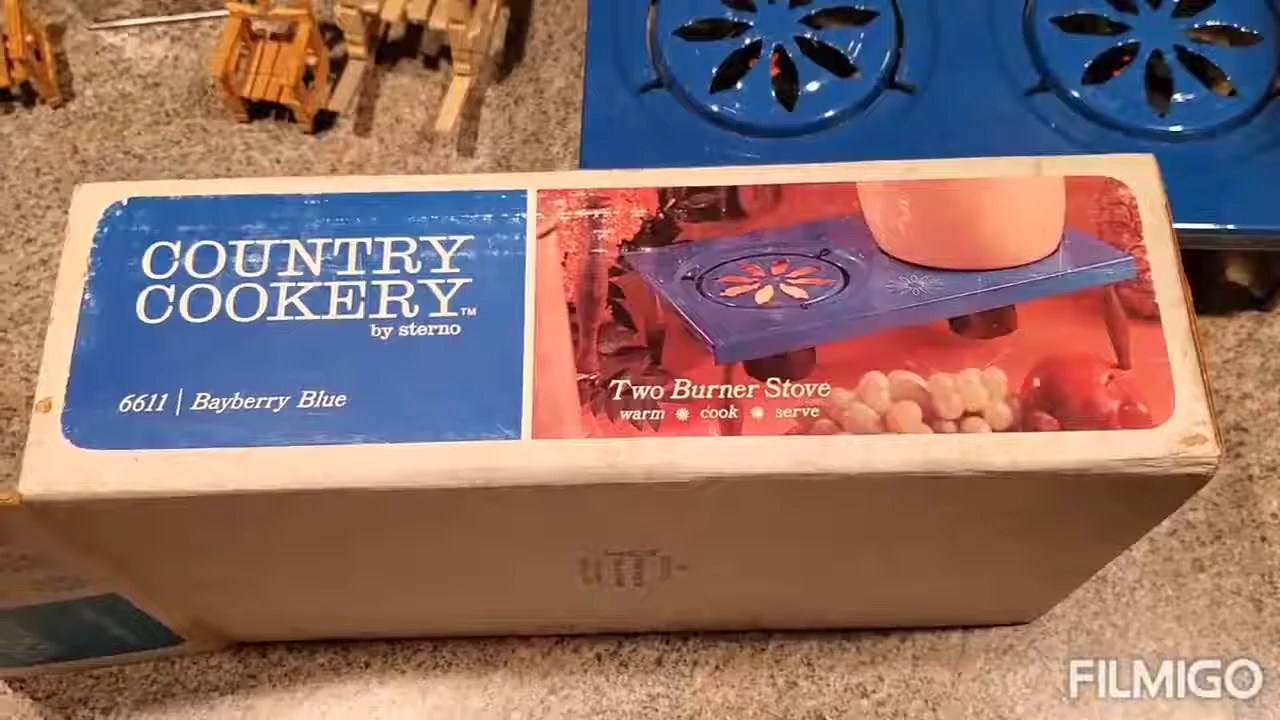 COUNTRY
COOKERY™
by sterno
6611 | Bayberry Blue
Two Burner Stove
warm ✺ cook ✺ serve
FILMIGO